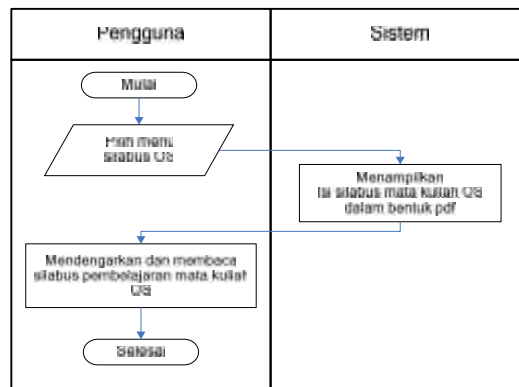 Pengguna
Sistem
Mulai
Pilih menu
silabus OS
Menampilkan
Isi silabus mata kuliah OS
dalam bentuk pdf
Mendengarkan dan membaca
silabus pembelajaran mata kuliah
OS
Selesai